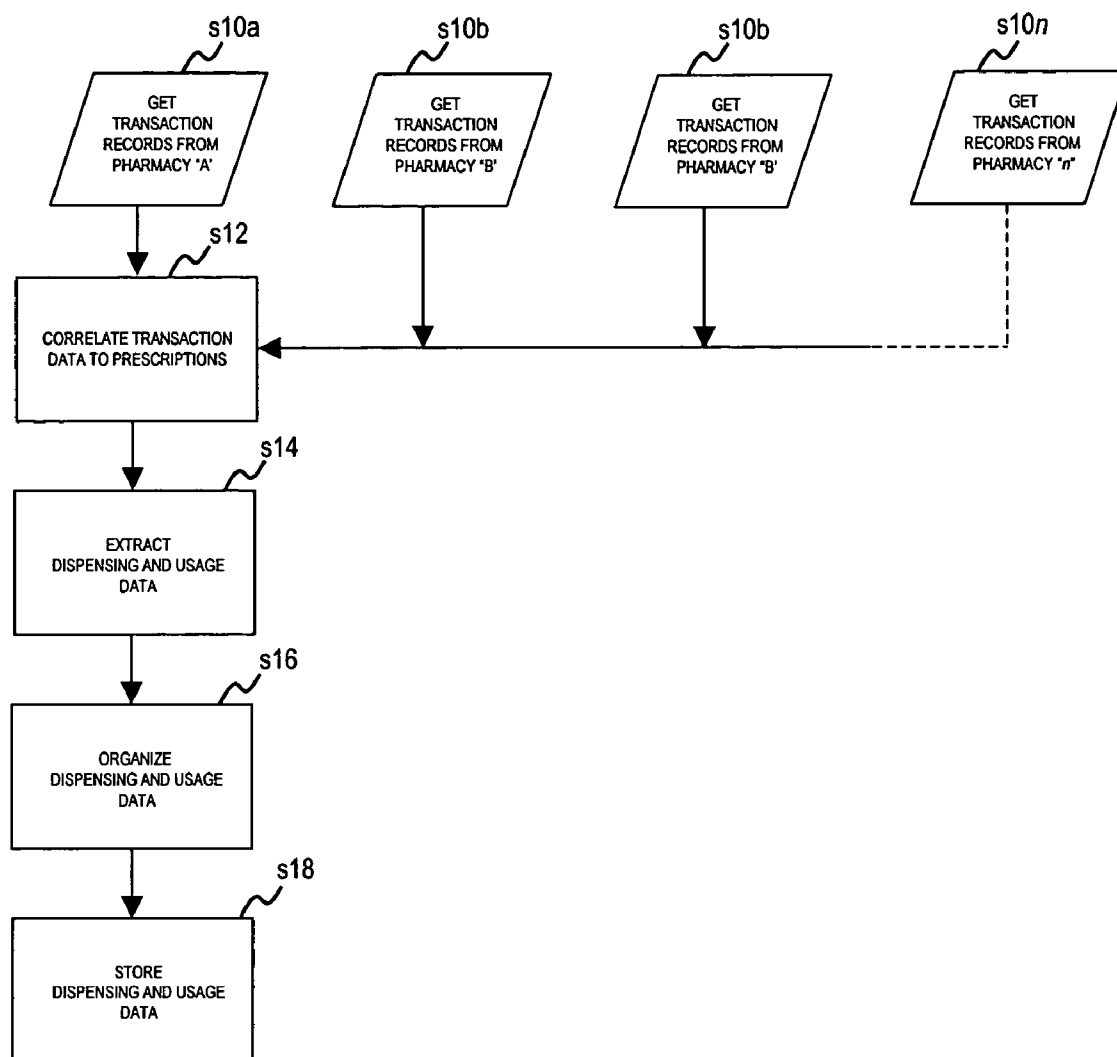 s10a
s10b
s10b
s10n
GET
TRANSACTION
RECORDS FROM
PHARMACY "A'
GET
TRANSACTION
RECORDS FROM
PHARMACY "B'
GET
TRANSACTION
RECORDS FROM
PHARMACY "B'
GET
TRANSACTION
RECORDS FROM
PHARMACY "n"
s12
CORRELATE TRANSACTION
DATA TO PRESCRIPTIONS
s14
EXTRACT
DISPENSING AND USAGE
DATA
s16
ORGANIZE
DISPENSING AND USAGE
DATA
s18
STORE
DISPENSING AND USAGE
DATA